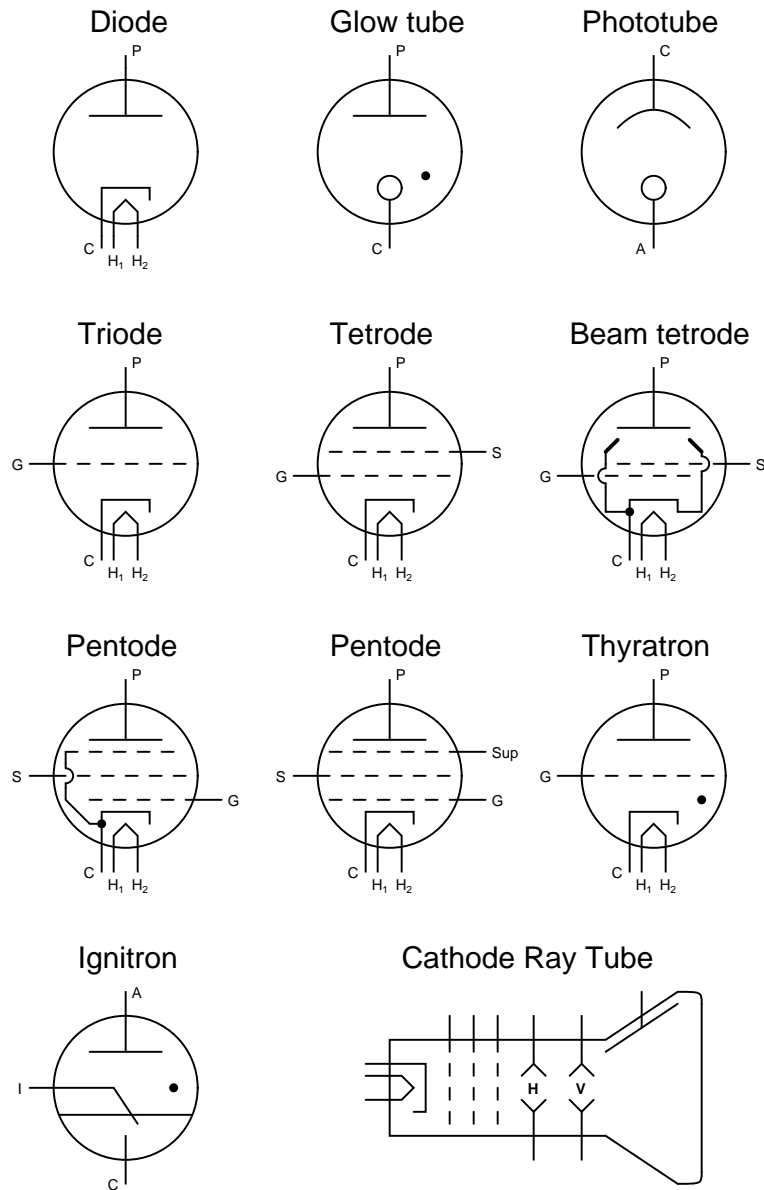 Diode Glow tube Phototube
P P C
C H₁ H₂ C A
Triode Tetrode Beam tetrode
P P P
S
G G G S
C H₁ H₂ C H₁ H₂ C H₁ H₂
Pentode Pentode Thyratron
P P P
Sup
S S G
G G
C H₁ H₂ C H₁ H₂ C H₁ H₂
Ignitron Cathode Ray Tube
A
I H V
C